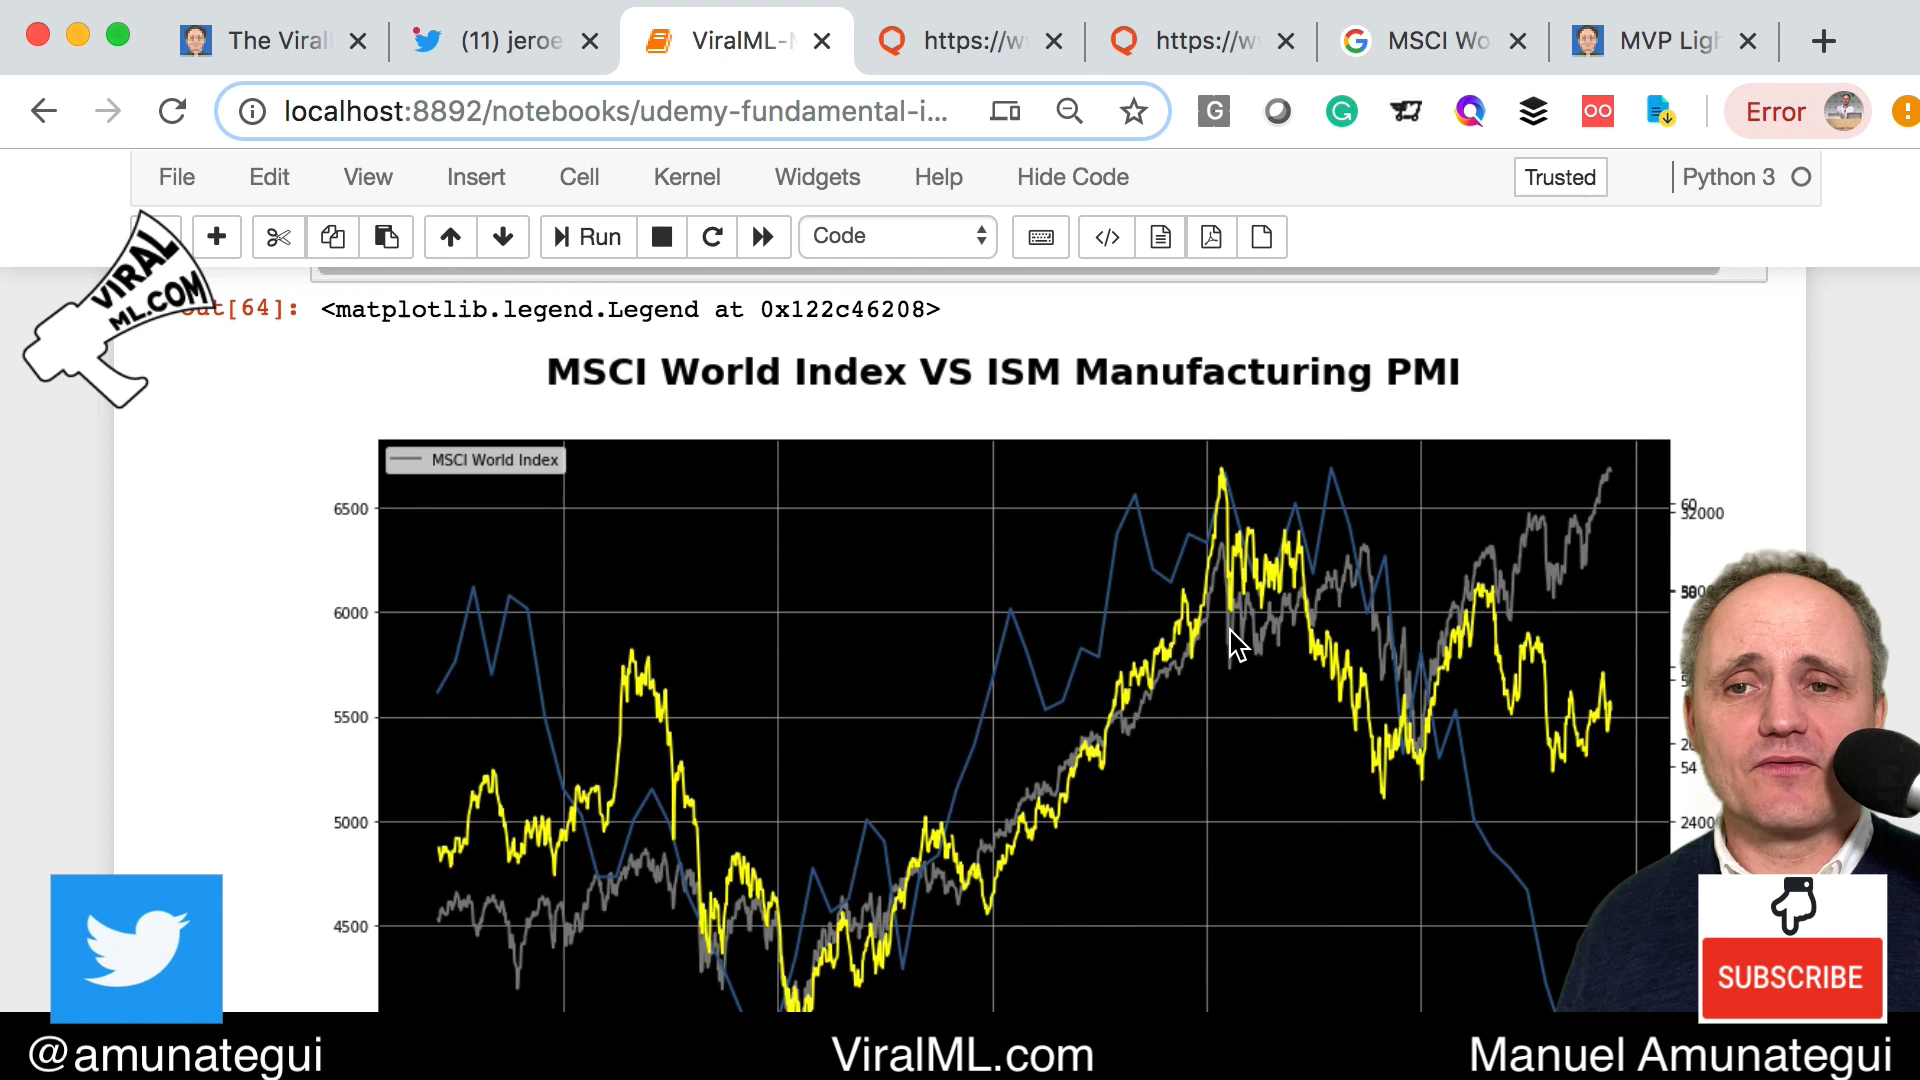 The Viral
(11) jeroe
ViralML-
https://w
https://w
MSCI Wo
MVP Ligh
localhost:8892/notebooks/udemy-fundamental-i...
G
Error
File Edit View Insert Cell Kernel Widgets Help Hide Code
Trusted
Python 3
Run
Code
VIRAL
ML.COM
[64]: <matplotlib.legend.Legend at 0x122c46208>
MSCI World Index VS ISM Manufacturing PMI
MSCI World Index
6500
6000
5500
5000
4500
60
32000
54
2400
SUBSCRIBE
@amunategui
ViralML.com
Manuel Amunategui